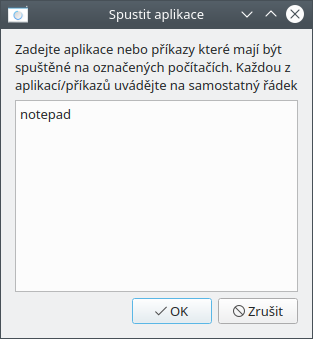 Spustit aplikace
Zadejte aplikace nebo příkazy které mají být
spuštěné na označených počítačích. Každou z
aplikací/příkazů uvádějte na samostatný řádek
notepad
OK
Zrušit